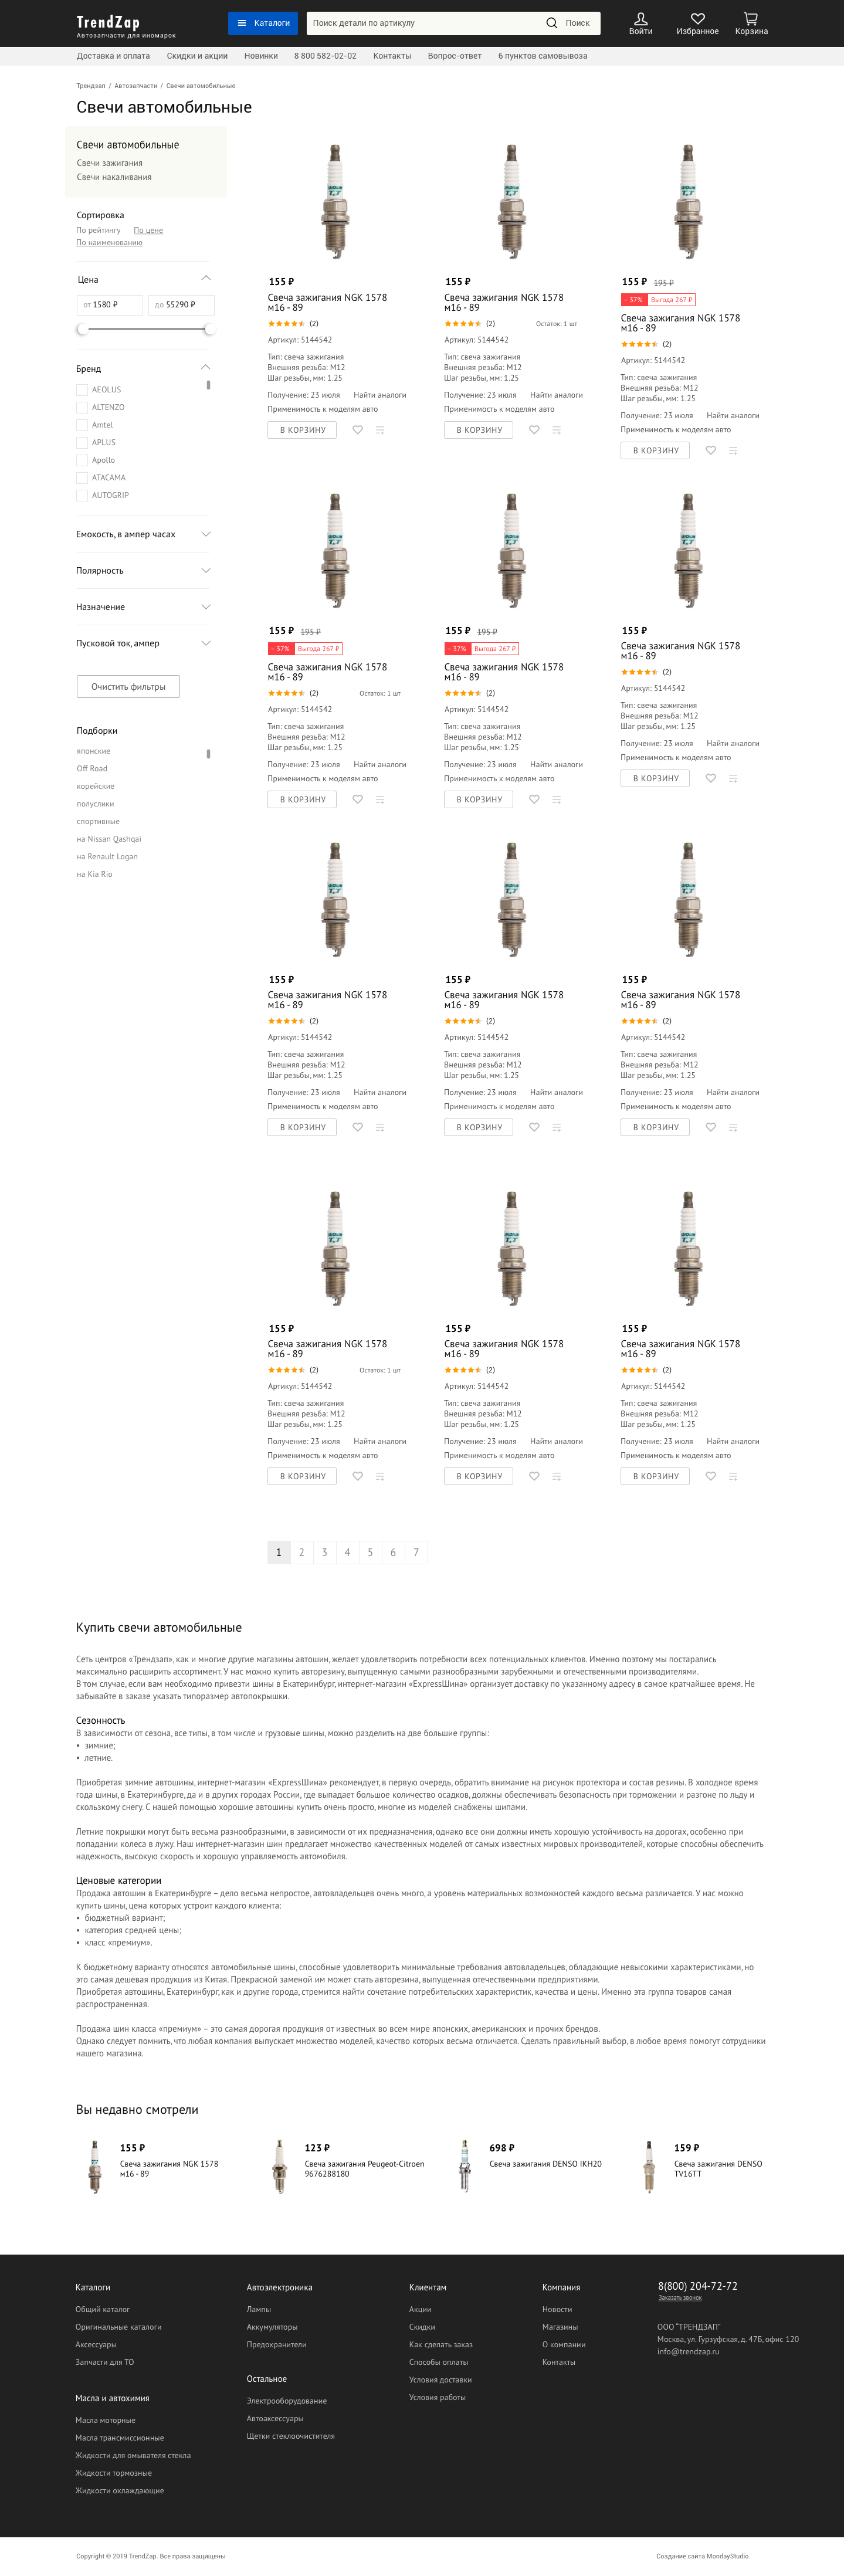 TrendZap
Автозапчасти для иномарок
Каталоги
Поиск детали по артикулу
Поиск
Войти
Избранное
Корзина
Доставка и оплата
Скидки и акции
Новинки
8 800 582-02-02
Контакты
Вопрос-ответ
6 пунктов самовывоза
Трендзап / Автозапчасти / Свечи автомобильные
Свечи автомобильные
Свечи автомобильные
Свечи зажигания
Свечи накаливания
Сортировка
По рейтингу По цене
По наименованию
Цена
от 1580 ₽ до 55290 ₽
Бренд
AEOLUS
ALTENZO
Amtel
APLUS
Apollo
ATACAMA
AUTOGRIP
Емкость, в ампер часах
Полярность
Назначение
Пусковой ток, ампер
Очистить фильтры
Подборки
японские
Off Road
корейские
полуслики
спортивные
на Nissan Qashqai
на Renault Logan
на Kia Rio
155 ₽
Свеча зажигания NGK 1578
м16 - 89
(2)
Артикул: 5144542
Тип: свеча зажигания
Внешняя резьба: M12
Шаг резьбы, мм: 1.25
Получение: 23 июля Найти аналоги
Применимость к моделям авто
В КОРЗИНУ
155 ₽
Свеча зажигания NGK 1578
м16 - 89
(2) Остаток: 1 шт
Артикул: 5144542
Тип: свеча зажигания
Внешняя резьба: M12
Шаг резьбы, мм: 1.25
Получение: 23 июля Найти аналоги
Применимость к моделям авто
В КОРЗИНУ
155 ₽ 195 ₽
– 37% Выгода 267 ₽
Свеча зажигания NGK 1578
м16 - 89
(2)
Артикул: 5144542
Тип: свеча зажигания
Внешняя резьба: M12
Шаг резьбы, мм: 1.25
Получение: 23 июля Найти аналоги
Применимость к моделям авто
В КОРЗИНУ
155 ₽ 195 ₽
– 37% Выгода 267 ₽
Свеча зажигания NGK 1578
м16 - 89
(2) Остаток: 1 шт
Артикул: 5144542
Тип: свеча зажигания
Внешняя резьба: M12
Шаг резьбы, мм: 1.25
Получение: 23 июля Найти аналоги
Применимость к моделям авто
В КОРЗИНУ
155 ₽ 195 ₽
– 37% Выгода 267 ₽
Свеча зажигания NGK 1578
м16 - 89
(2)
Артикул: 5144542
Тип: свеча зажигания
Внешняя резьба: M12
Шаг резьбы, мм: 1.25
Получение: 23 июля Найти аналоги
Применимость к моделям авто
В КОРЗИНУ
155 ₽
Свеча зажигания NGK 1578
м16 - 89
(2)
Артикул: 5144542
Тип: свеча зажигания
Внешняя резьба: M12
Шаг резьбы, мм: 1.25
Получение: 23 июля Найти аналоги
Применимость к моделям авто
В КОРЗИНУ
155 ₽
Свеча зажигания NGK 1578
м16 - 89
(2)
Артикул: 5144542
Тип: свеча зажигания
Внешняя резьба: M12
Шаг резьбы, мм: 1.25
Получение: 23 июля Найти аналоги
Применимость к моделям авто
В КОРЗИНУ
155 ₽
Свеча зажигания NGK 1578
м16 - 89
(2)
Артикул: 5144542
Тип: свеча зажигания
Внешняя резьба: M12
Шаг резьбы, мм: 1.25
Получение: 23 июля Найти аналоги
Применимость к моделям авто
В КОРЗИНУ
155 ₽
Свеча зажигания NGK 1578
м16 - 89
(2)
Артикул: 5144542
Тип: свеча зажигания
Внешняя резьба: M12
Шаг резьбы, мм: 1.25
Получение: 23 июля Найти аналоги
Применимость к моделям авто
В КОРЗИНУ
155 ₽
Свеча зажигания NGK 1578
м16 - 89
(2) Остаток: 1 шт
Артикул: 5144542
Тип: свеча зажигания
Внешняя резьба: M12
Шаг резьбы, мм: 1.25
Получение: 23 июля Найти аналоги
Применимость к моделям авто
В КОРЗИНУ
155 ₽
Свеча зажигания NGK 1578
м16 - 89
(2)
Артикул: 5144542
Тип: свеча зажигания
Внешняя резьба: M12
Шаг резьбы, мм: 1.25
Получение: 23 июля Найти аналоги
Применимость к моделям авто
В КОРЗИНУ
155 ₽
Свеча зажигания NGK 1578
м16 - 89
(2)
Артикул: 5144542
Тип: свеча зажигания
Внешняя резьба: M12
Шаг резьбы, мм: 1.25
Получение: 23 июля Найти аналоги
Применимость к моделям авто
В КОРЗИНУ
1 2 3 4 5 6 7
Купить свечи автомобильные
Сеть центров «Трендзап», как и многие другие магазины автошин, желает удовлетворить потребности всех потенциальных клиентов. Именно поэтому мы постарались
максимально расширить ассортимент. У нас можно купить авторезину, выпущенную самыми разнообразными зарубежными и отечественными производителями.
В том случае, если вам необходимо привезти шины в Екатеринбург, интернет-магазин «ExpressШина» организует доставку по указанному адресу в самое кратчайшее время. Не
забывайте в заказе указать типоразмер автопокрышки.
Сезонность
В зависимости от сезона, все типы, в том числе и грузовые шины, можно разделить на две большие группы:
• зимние;
• летние.
Приобретая зимние автошины, интернет-магазин «ExpressШина» рекомендует, в первую очередь, обратить внимание на рисунок протектора и состав резины. В холодное время
года шины, в Екатеринбурге, да и в других городах России, где выпадает большое количество осадков, должны обеспечивать безопасность при торможении и разгоне по льду и
скользкому снегу. С нашей помощью хорошие автошины купить очень просто, многие из моделей снабжены шипами.
Летние покрышки могут быть весьма разнообразными, в зависимости от их предназначения, однако все они должны иметь хорошую устойчивость на дорогах, особенно при
попадании колеса в лужу. Наш интернет-магазин шин предлагает множество качественных моделей от самых известных мировых производителей, которые способны обеспечить
надежность, высокую скорость и хорошую управляемость автомобиля.
Ценовые категории
Продажа автошин в Екатеринбурге – дело весьма непростое, автовладельцев очень много, а уровень материальных возможностей каждого весьма различается. У нас можно
купить шины, цена которых устроит каждого клиента:
• бюджетный вариант;
• категория средней цены;
• класс «премиум».
К бюджетному варианту относятся автомобильные шины, способные удовлетворить минимальные требования автовладельцев, обладающие невысокими характеристиками, но
это самая дешевая продукция из Китая. Прекрасной заменой им может стать авторезина, выпущенная отечественными предприятиями.
Приобретая автошины, Екатеринбург, как и другие города, стремится найти сочетание потребительских характеристик, качества и цены. Именно эта группа товаров самая
распространенная.
Продажа шин класса «премиум» – это самая дорогая продукция от известных во всем мире японских, американских и прочих брендов.
Однако следует помнить, что любая компания выпускает множество моделей, качество которых весьма отличается. Сделать правильный выбор, в любое время помогут сотрудники
нашего магазина.
Вы недавно смотрели
155 ₽
Свеча зажигания NGK 1578
м16 - 89
123 ₽
Свеча зажигания Peugeot-Citroen
9676288180
698 ₽
Свеча зажигания DENSO IKH20
159 ₽
Свеча зажигания DENSO
TV16TT
Каталоги
Общий каталог
Оригинальные каталоги
Аксессуары
Запчасти для ТО
Масла и автохимия
Масла моторные
Масла трансмиссионные
Жидкости для омывателя стекла
Жидкости тормозные
Жидкости охлаждающие
Автоэлектроника
Лампы
Аккумуляторы
Предохранители
Остальное
Электрооборудование
Автоаксессуары
Щетки стеклоочистителя
Клиентам
Акции
Скидки
Как сделать заказ
Способы оплаты
Условия доставки
Условия работы
Компания
Новости
Магазины
О компании
Контакты
8(800) 204-72-72
Заказать звонок
ООО "ТРЕНДЗАП"
Москва, ул. Гурзуфская, д. 47Б, офис 120
info@trendzap.ru
Copyright © 2019 TrendZap. Все права защищены
Создание сайта MondayStudio